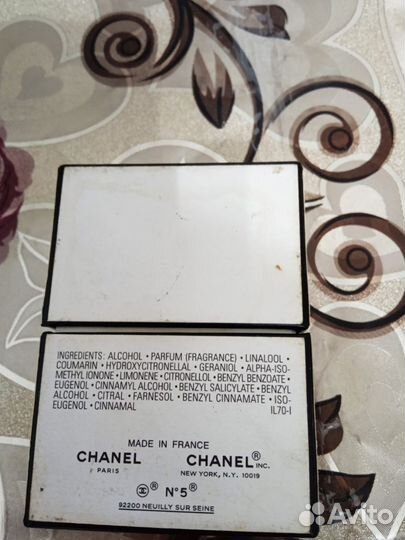 INGREDIENTS: ALCOHOL • PARFUM (FRAGRANCE) • LINALOOL •
COUMARIN • HYDROXYCITRONELLAL • GERANIOL • ALPHA-ISO-
METHYL IONONE • LIMONENE • CITRONELLOL • BENZYL BENZOATE •
EUGENOL • CINNAMYL ALCOHOL • BENZYL SALICYLATE • BENZYL
ALCOHOL • CITRAL • FARNESOL • BENZYL CINNAMATE • ISO-
EUGENOL • CINNAMAL
IL70-I
MADE IN FRANCE
CHANEL CHANEL® INC.
PARIS NEW YORK, N.Y. 10019
® N°5®
92200 NEUILLY SUR SEINE
Avito